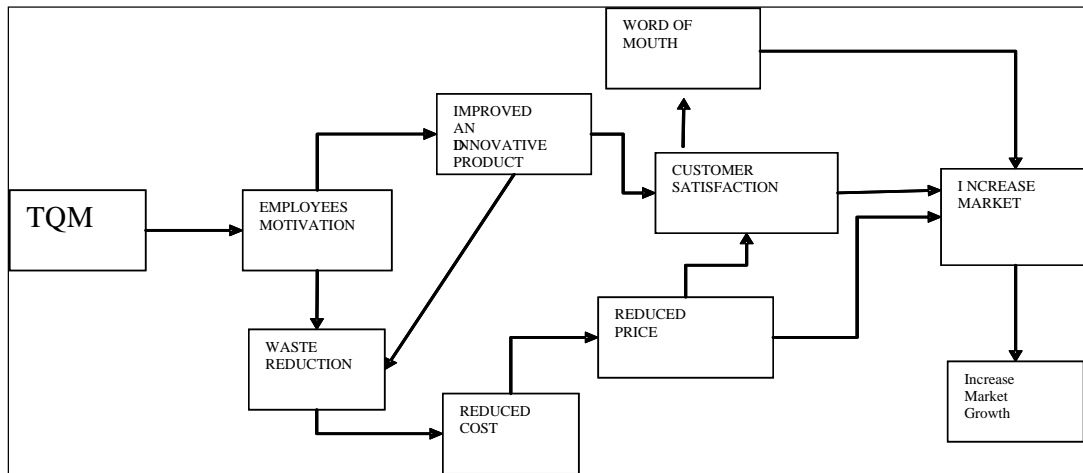 WORD OF
MOUTH
IMPROVED
AN
D INNOVATIVE
PRODUCT
CUSTOMER
SATISFACTION
I NCREASE
MARKET
TQM
EMPLOYEES
MOTIVATION
REDUCED
PRICE
WASTE
REDUCTION
Increase
Market
Growth
REDUCED
COST